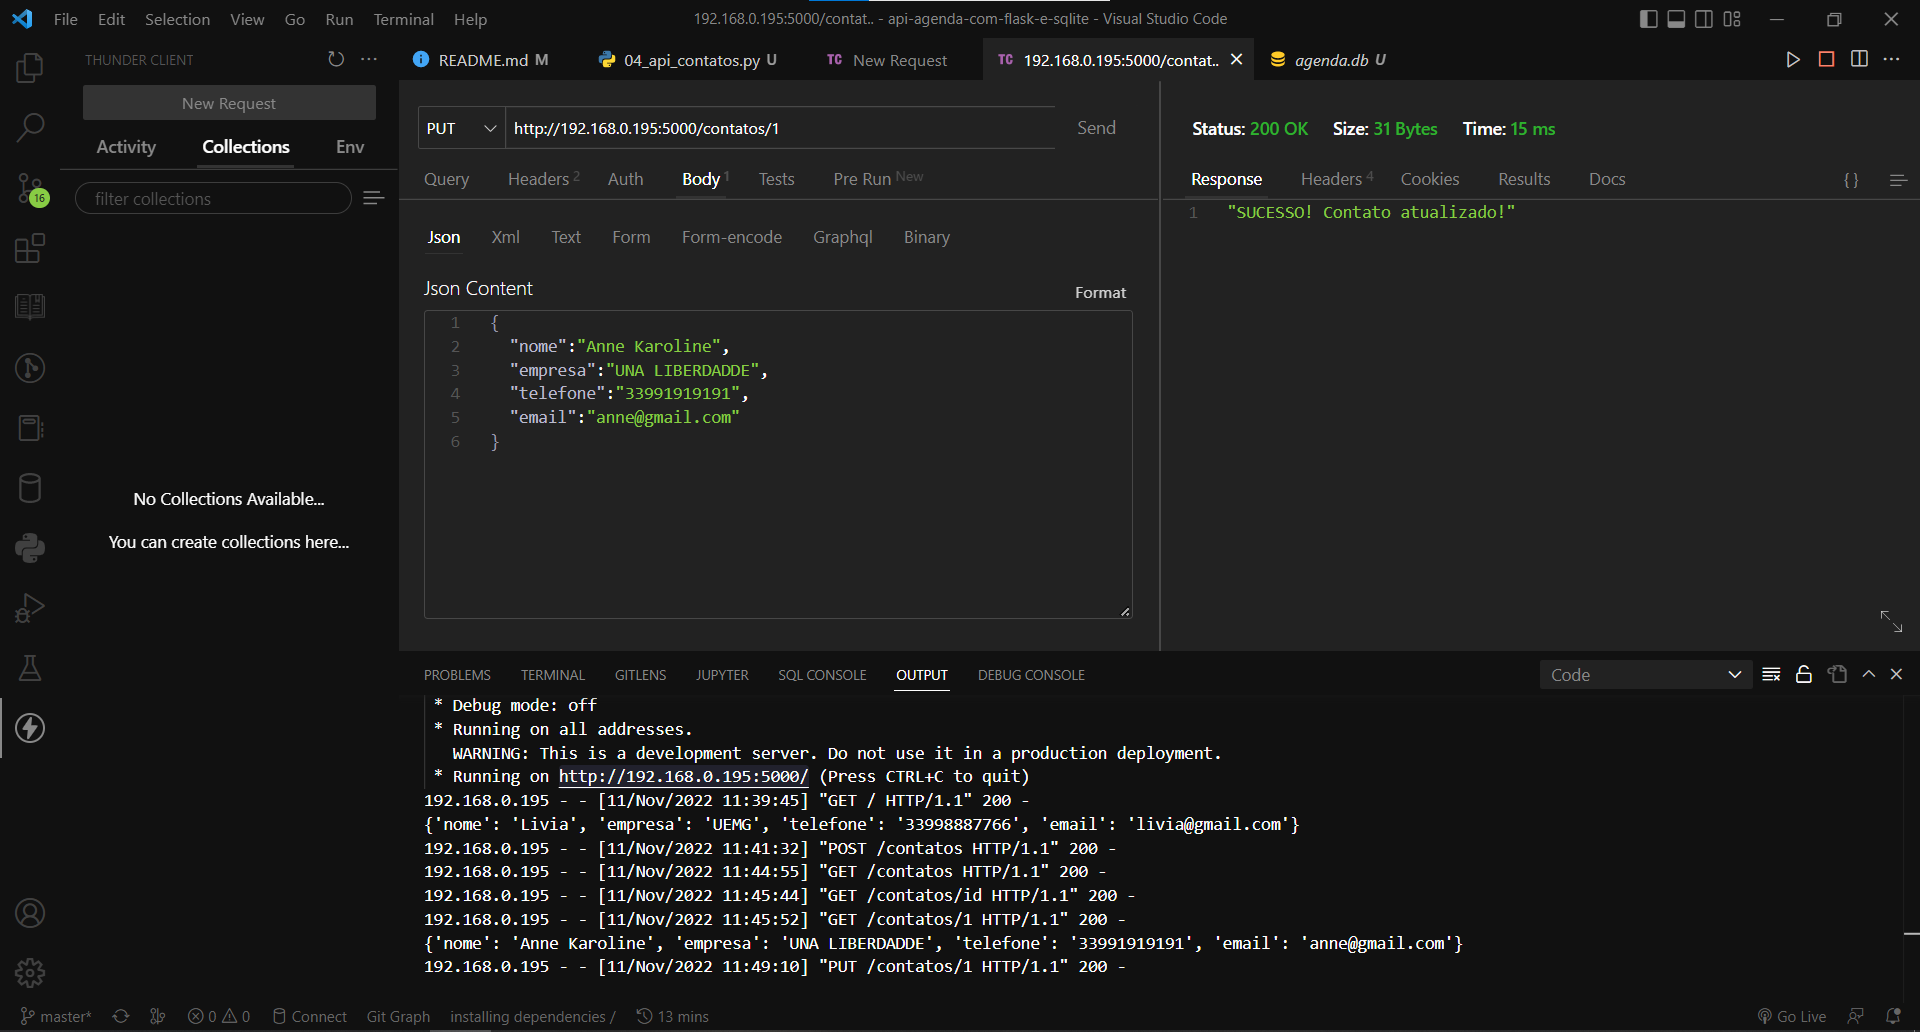 File Edit Selection View Go Run Terminal Help
192.168.0.195:5000/contat.. - api-agenda-com-flask-e-sqlite - Visual Studio Code
THUNDER CLIENT
New Request
Activity Collections Env
filter collections
No Collections Available...
You can create collections here...
16
README.md M
04_api_contatos.py U
TC New Request
TC 192.168.0.195:5000/contat..
agenda.db U
PUT http://192.168.0.195:5000/contatos/1 Send
Query Headers 2 Auth Body 1 Tests Pre Run New
Json Xml Text Form Form-encode Graphql Binary
Json Content
Format
1 {
2 "nome":"Anne Karoline",
3 "empresa":"UNA LIBERDADDE",
4 "telefone":"33991919191",
5 "email":"anne@gmail.com"
6 }
Status: 200 OK Size: 31 Bytes Time: 15 ms
Response Headers 4 Cookies Results Docs { }
1 "SUCESSO! Contato atualizado!"
PROBLEMS TERMINAL GITLENS JUPYTER SQL CONSOLE OUTPUT DEBUG CONSOLE
Code
* Debug mode: off
* Running on all addresses.
WARNING: This is a development server. Do not use it in a production deployment.
* Running on http://192.168.0.195:5000/ (Press CTRL+C to quit)
192.168.0.195 - - [11/Nov/2022 11:39:45] "GET / HTTP/1.1" 200 -
{'nome': 'Livia', 'empresa': 'UEMG', 'telefone': '33998887766', 'email': 'livia@gmail.com'}
192.168.0.195 - - [11/Nov/2022 11:41:32] "POST /contatos HTTP/1.1" 200 -
192.168.0.195 - - [11/Nov/2022 11:44:55] "GET /contatos HTTP/1.1" 200 -
192.168.0.195 - - [11/Nov/2022 11:45:44] "GET /contatos/id HTTP/1.1" 200 -
192.168.0.195 - - [11/Nov/2022 11:45:52] "GET /contatos/1 HTTP/1.1" 200 -
{'nome': 'Anne Karoline', 'empresa': 'UNA LIBERDADDE', 'telefone': '33991919191', 'email': 'anne@gmail.com'}
192.168.0.195 - - [11/Nov/2022 11:49:10] "PUT /contatos/1 HTTP/1.1" 200 -
master* 0 0 Connect Git Graph installing dependencies / 13 mins Go Live